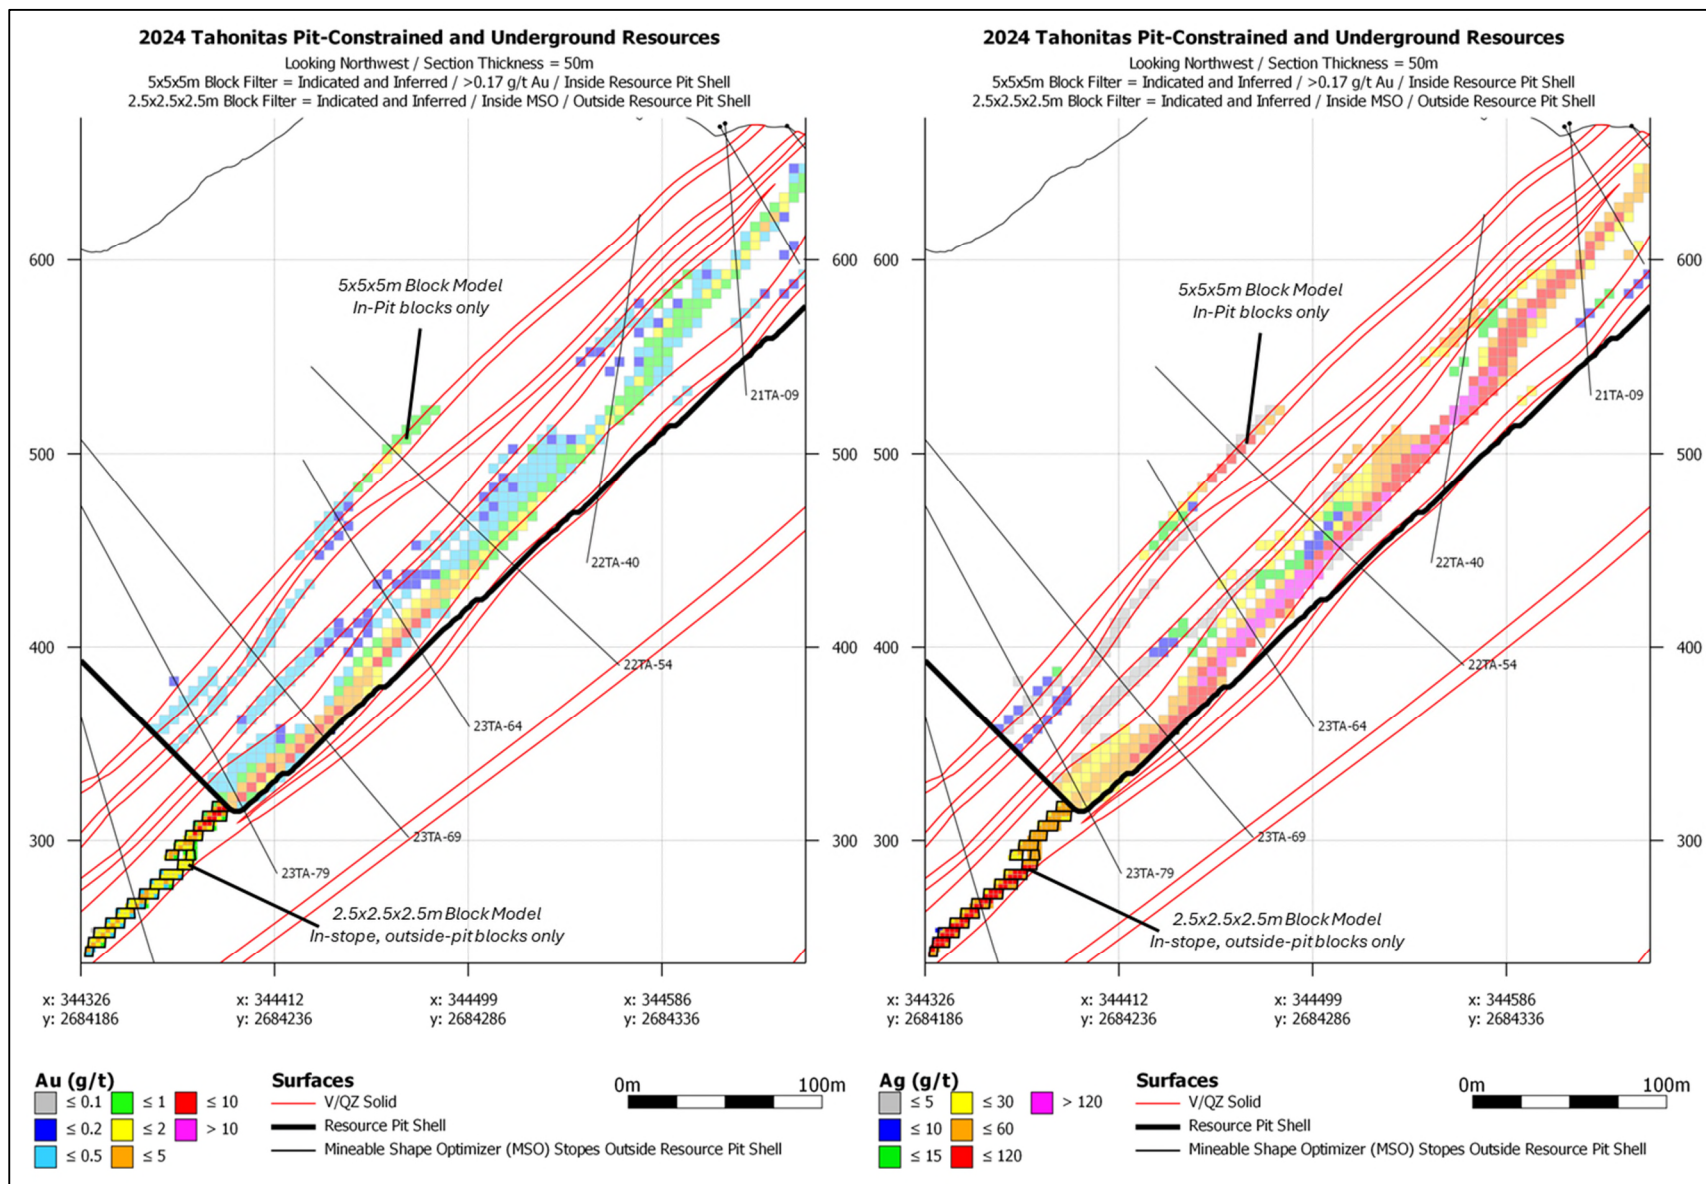 2024 Tahonitas Pit-Constrained and Underground Resources
Looking Northwest / Section Thickness = 50m
5x5x5m Block Filter = Indicated and Inferred / >0.17 g/t Au / Inside Resource Pit Shell
2.5x2.5x2.5m Block Filter = Indicated and Inferred / Inside MSO / Outside Resource Pit Shell
600
600
5x5x5m Block Model
In-Pit blocks only
21TA-09
500
500
22TA-40
400
400
22TA-54
23TA-64
300
300
23TA-69
23TA-79
2.5x2.5x2.5m Block Model
In-stope, outside-pit blocks only
x: 344326
y: 2684186
x: 344412
y: 2684236
x: 344499
y: 2684286
x: 344586
y: 2684336
Au (g/t)
≤ 0.1
≤ 0.2
≤ 0.5
≤ 1
≤ 2
≤ 5
≤ 10
> 10
Surfaces
V/QZ Solid
Resource Pit Shell
Mineable Shape Optimizer (MSO) Stopes Outside Resource Pit Shell
0m 100m
2024 Tahonitas Pit-Constrained and Underground Resources
Looking Northwest / Section Thickness = 50m
5x5x5m Block Filter = Indicated and Inferred / >0.17 g/t Au / Inside Resource Pit Shell
2.5x2.5x2.5m Block Filter = Indicated and Inferred / Inside MSO / Outside Resource Pit Shell
600
600
5x5x5m Block Model
In-Pit blocks only
21TA-09
500
500
22TA-40
400
400
22TA-54
23TA-64
300
300
23TA-69
23TA-79
2.5x2.5x2.5m Block Model
In-stope, outside-pit blocks only
x: 344326
y: 2684186
x: 344412
y: 2684236
x: 344499
y: 2684286
x: 344586
y: 2684336
Ag (g/t)
≤ 5
≤ 10
≤ 15
≤ 30
≤ 60
≤ 120
> 120
Surfaces
V/QZ Solid
Resource Pit Shell
Mineable Shape Optimizer (MSO) Stopes Outside Resource Pit Shell
0m 100m